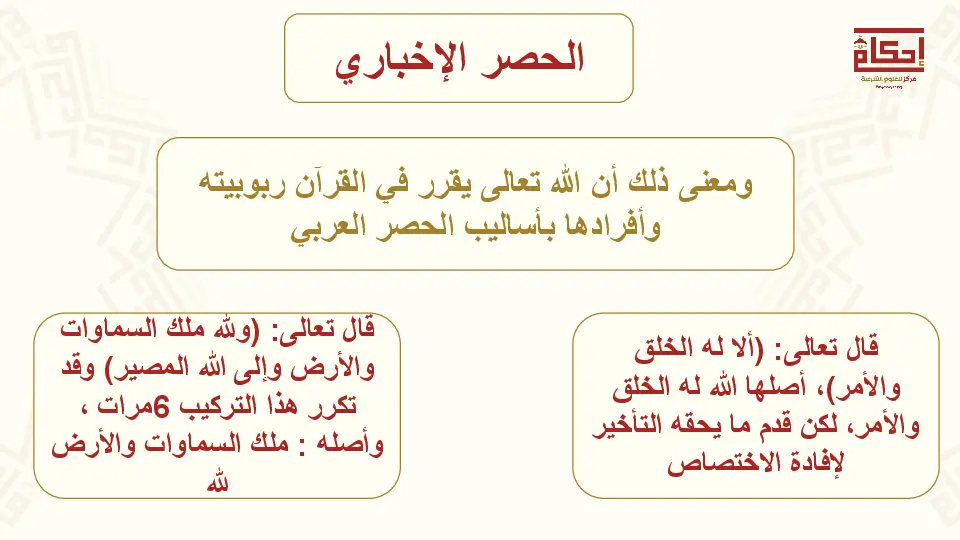 الحصر الإخباري
إحكام
مركز للعلوم الشرعية
ومعنى ذلك أن الله تعالى يقرر في القرآن ربوبيته
وأفرادها بأساليب الحصر العربي
قال تعالى: (ألا له الخلق
والأمر)، أصلها الله له الخلق
والأمر، لكن قدم ما يحقه التأخير
لإفادة الاختصاص
قال تعالى: (ولله ملك السماوات
والأرض وإلى الله المصير) وقد
تكرر هذا التركيب 6مرات ،
وأصله : ملك السماوات والأرض
لله